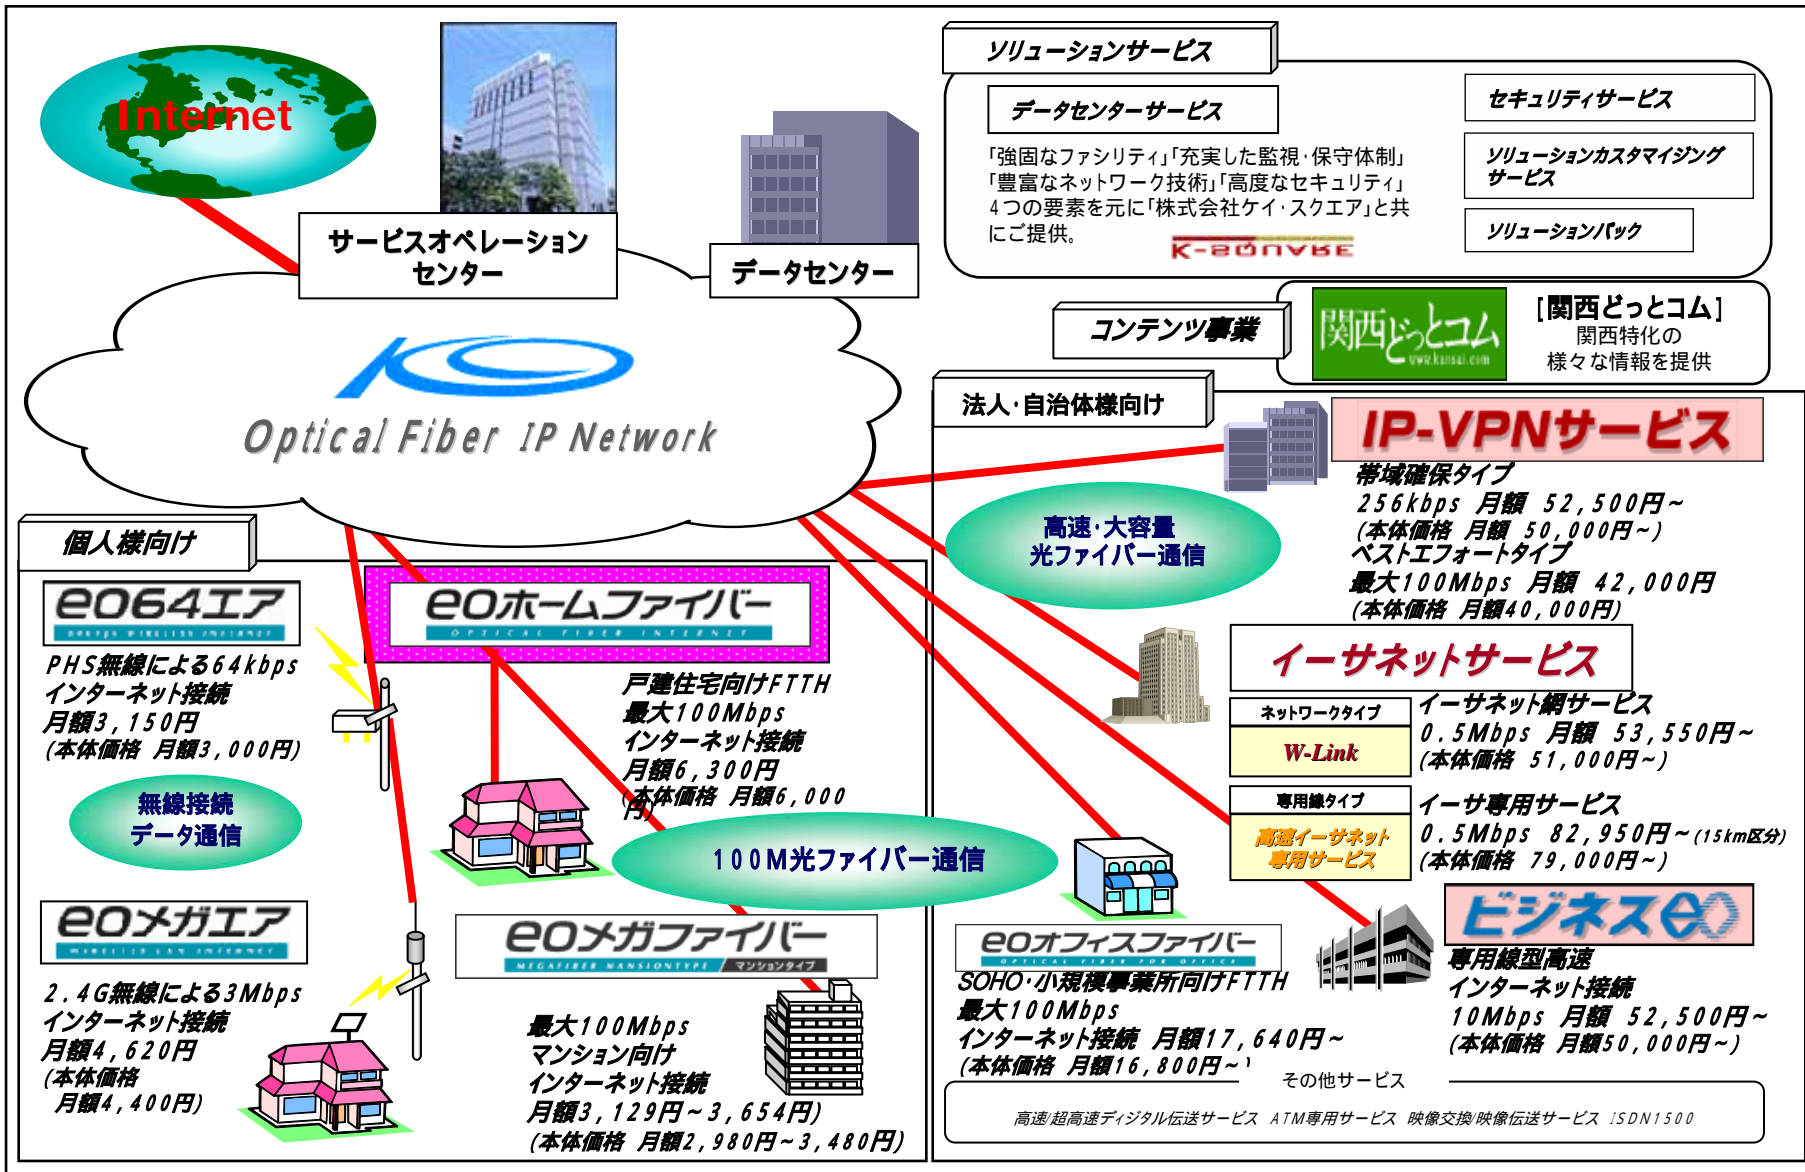 Internet
サービスオペレーション
センター
データセンター
Optical Fiber IP Network
ソリューションサービス
データセンターサービス
「強固なファシリティ」「充実した監視・保守体制」
「豊富なネットワーク技術」「高度なセキュリティ」
4つの要素を元に「株式会社ケイ・スクエア」と共
にご提供。
K-SQUARE
セキュリティサービス
ソリューションカスタマイジング
サービス
ソリューションパック
コンテンツ事業
関西どっとコム
www.kansai.com
[関西どっとコム]
関西特化の
様々な情報を提供
個人様向け
eo64エア
64kbps WIRELESS INTERNET
PHS無線による64kbps
インターネット接続
月額3,150円
(本体価格 月額3,000円)
無線接続
データ通信
eoメガエア
WIRELESS LAN INTERNET
2.4G無線による3Mbps
インターネット接続
月額4,620円
(本体価格
月額4,400円)
eoホームファイバー
OPTICAL FIBER INTERNET
戸建住宅向けFTTH
最大100Mbps
インターネット接続
月額6,300円
(本体価格 月額6,000
円)
100M光ファイバー通信
eoメガファイバー
MEGAFIBER MANSIONTYPE マンションタイプ
最大100Mbps
マンション向け
インターネット接続
月額3,129円~3,654円)
(本体価格 月額2,980円~3,480円)
法人・自治体様向け
高速・大容量
光ファイバー通信
IP-VPNサービス
帯域確保タイプ
256kbps 月額 52,500円~
(本体価格 月額 50,000円~)
ベストエフォートタイプ
最大100Mbps 月額 42,000円
(本体価格 月額40,000円)
イーサネットサービス
ネットワークタイプ
W-Link
イーサネット網サービス
0.5Mbps 月額 53,550円~
(本体価格 51,000円~)
専用線タイプ
高速イーサネット
専用サービス
イーサ専用サービス
0.5Mbps 82,950円~(15km区分)
(本体価格 79,000円~)
ビジネスeo
専用線型高速
インターネット接続
10Mbps 月額 52,500円~
(本体価格 月額50,000円~)
eoオフィスファイバー
OPTICAL FIBER FOR OFFICE
SOHO・小規模事業所向けFTTH
最大100Mbps
インターネット接続 月額17,640円~
(本体価格 月額16,800円~)
その他サービス
高速/超高速ディジタル伝送サービス ATM専用サービス 映像交換/映像伝送サービス ISDN1500